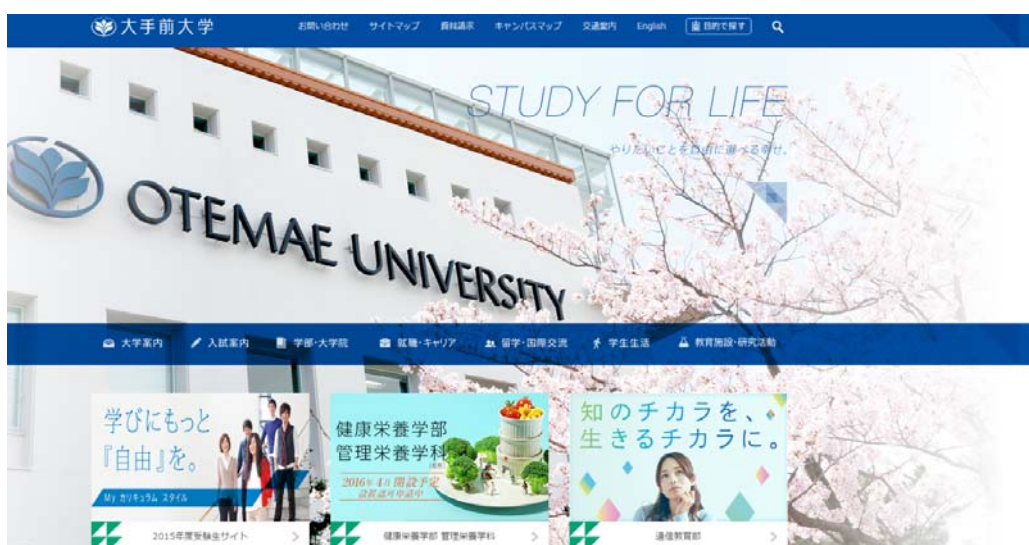 大手前大学
お問い合わせ サイトマップ 資料請求 キャンパスマップ 交通案内 English 目的で探す
STUDY FOR LIFE
やりたいことを自由に選べる幸せ。
OTEMAE UNIVERSITY
大学案内 入試案内 学部・大学院 就職・キャリア 留学・国際交流 学生生活 教育施設・研究活動
学びにもっと
『自由』を。
My カリキュラム スタイル
2015年度受験生サイト
健康栄養学部
管理栄養学科
2016年4月開設予定
設置認可申請中
健康栄養学部 管理栄養学科
知のチカラを、
生きるチカラに。
通信教育部